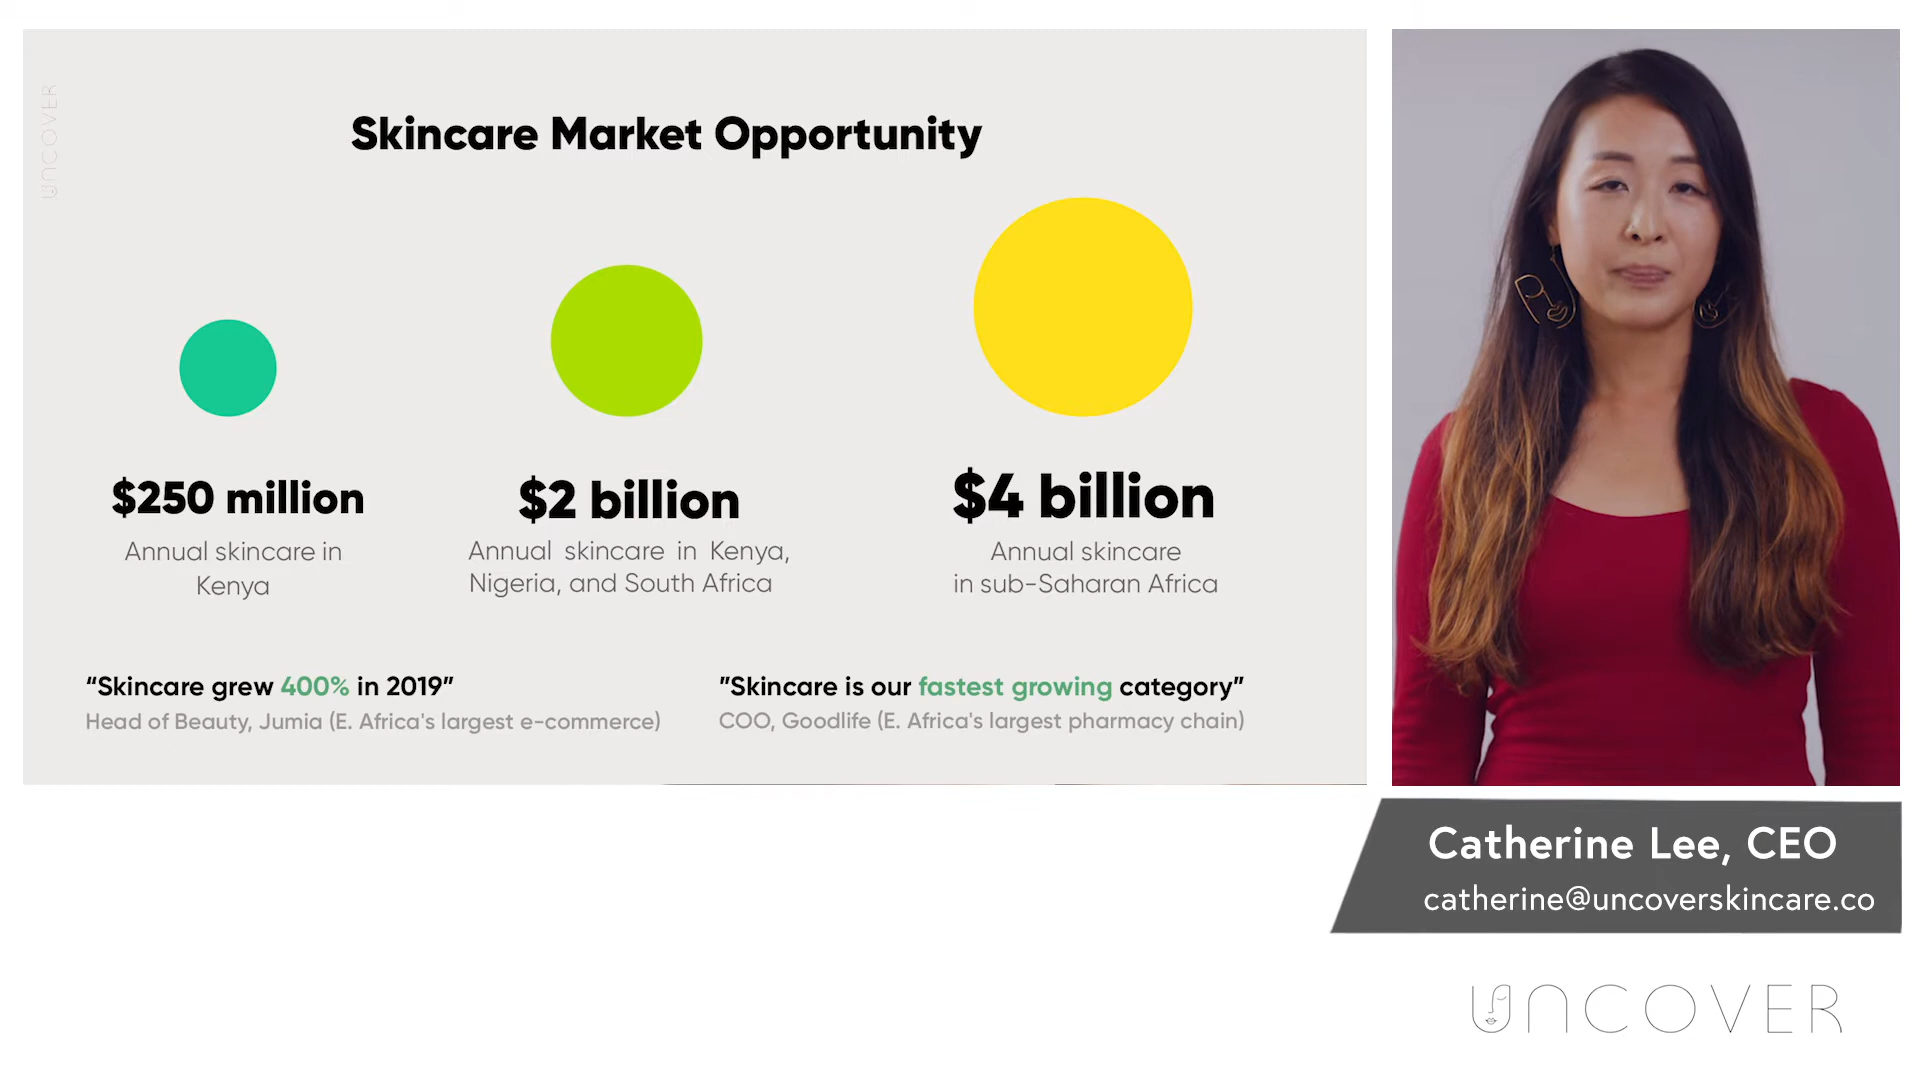 UNCOVER
Skincare Market Opportunity
$250 million
Annual skincare in
Kenya
$2 billion
Annual skincare in Kenya,
Nigeria, and South Africa
$4 billion
Annual skincare
in sub-Saharan Africa
“Skincare grew 400% in 2019”
Head of Beauty, Jumia (E. Africa's largest e-commerce)
”Skincare is our fastest growing category”
COO, Goodlife (E. Africa's largest pharmacy chain)
Catherine Lee, CEO
catherine@uncoverskincare.co
UNCOVER